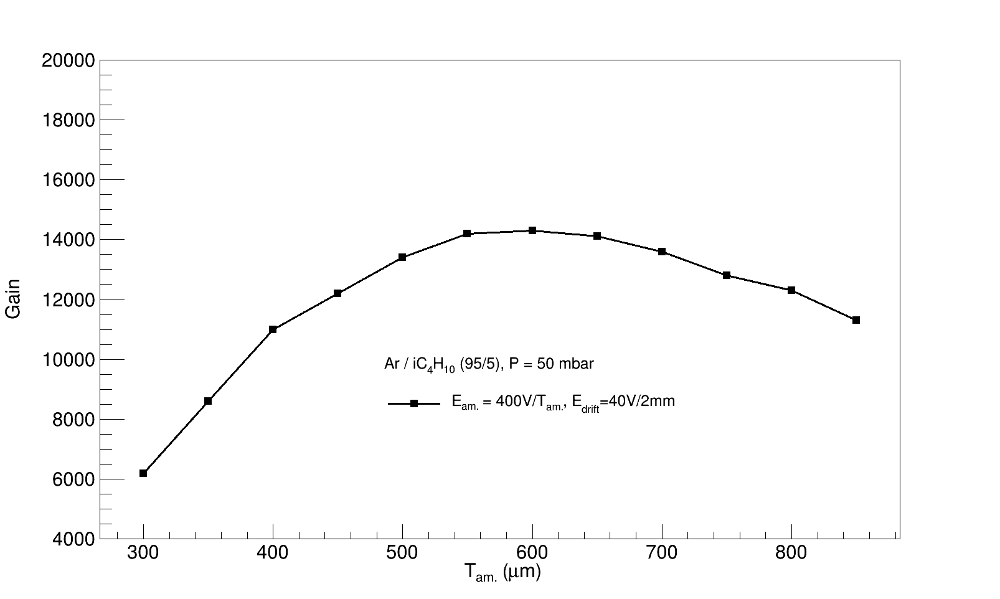 20000
18000
16000
14000
12000
10000
8000
6000
4000
Gain
Ar / iC4H10 (95/5), P = 50 mbar
Eam. = 400V/Tam., Edrift=40V/2mm
300 400 500 600 700 800
Tam. (μm)